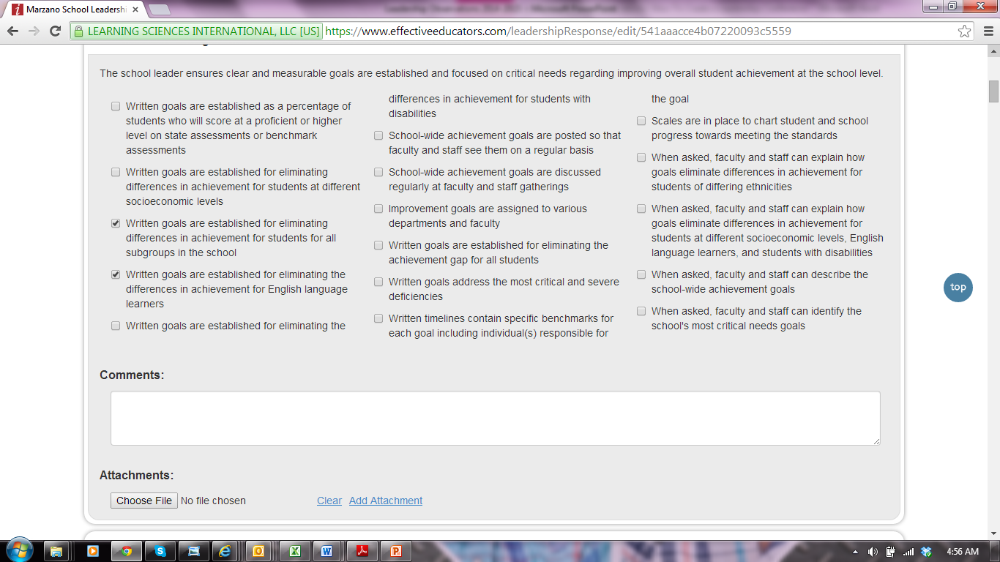 Marzano School Leadershi
Leadership Observations 2014-2015 - Microsoft PowerPoint
LEARNING SCIENCES INTERNATIONAL, LLC [US]
https://www.effectiveeducators.com/leadershipResponse/edit/541aaacce4b07220093c5559
The school leader ensures clear and measurable goals are established and focused on critical needs regarding improving overall student achievement at the school level.
Written goals are established as a percentage of
students who will score at a proficient or higher
level on state assessments or benchmark
assessments
Written goals are established for eliminating
differences in achievement for students at different
socioeconomic levels
Written goals are established for eliminating
differences in achievement for students for all
subgroups in the school
Written goals are established for eliminating the
differences in achievement for English language
learners
Written goals are established for eliminating the
differences in achievement for students with
disabilities
School-wide achievement goals are posted so that
faculty and staff see them on a regular basis
School-wide achievement goals are discussed
regularly at faculty and staff gatherings
Improvement goals are assigned to various
departments and faculty
Written goals are established for eliminating the
achievement gap for all students
Written goals address the most critical and severe
deficiencies
Written timelines contain specific benchmarks for
each goal including individual(s) responsible for
the goal
Scales are in place to chart student and school
progress towards meeting the standards
When asked, faculty and staff can explain how
goals eliminate differences in achievement for
students of differing ethnicities
When asked, faculty and staff can explain how
goals eliminate differences in achievement for
students at different socioeconomic levels, English
language learners, and students with disabilities
When asked, faculty and staff can describe the
school-wide achievement goals
When asked, faculty and staff can identify the
school's most critical needs goals
top
Comments:
Attachments:
Choose File No file chosen
Clear Add Attachment
4:56 AM